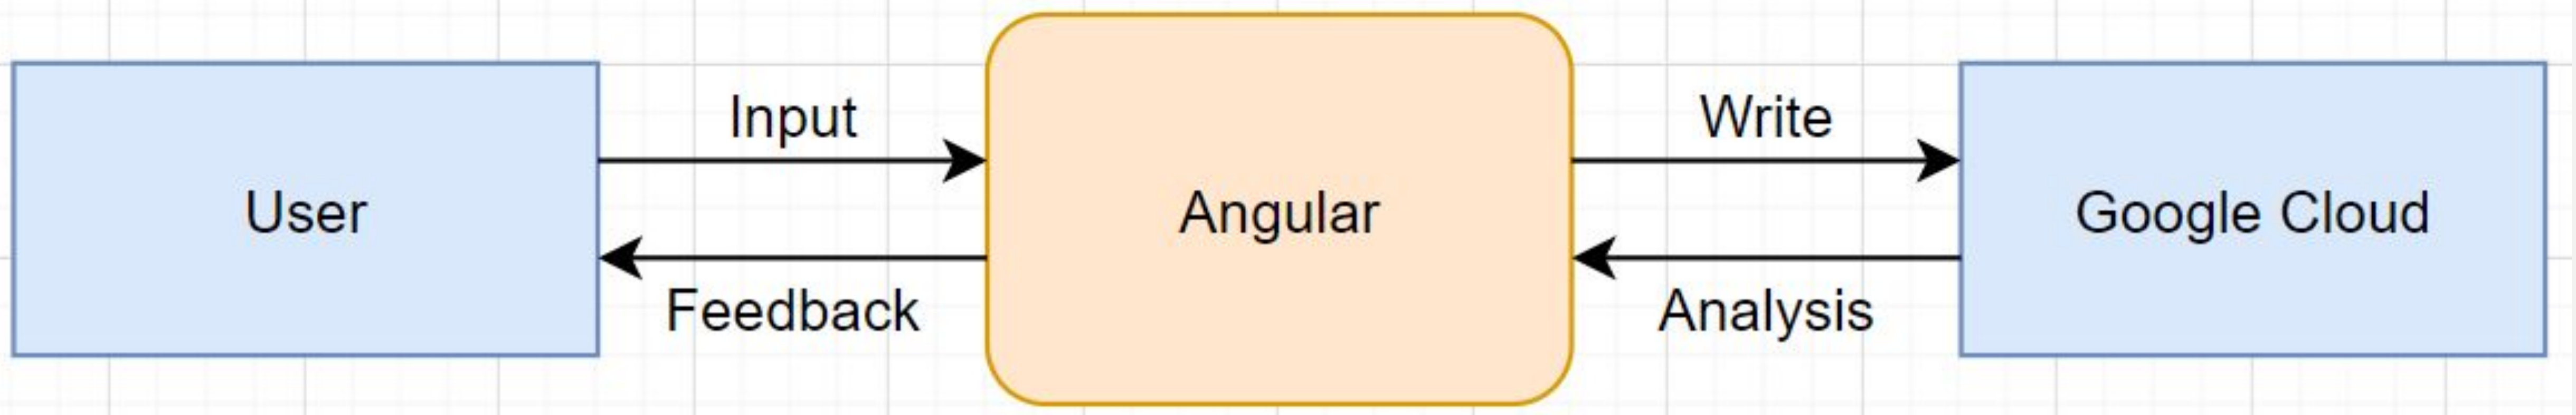 User
Input
Feedback
Angular
Write
Analysis
Google Cloud